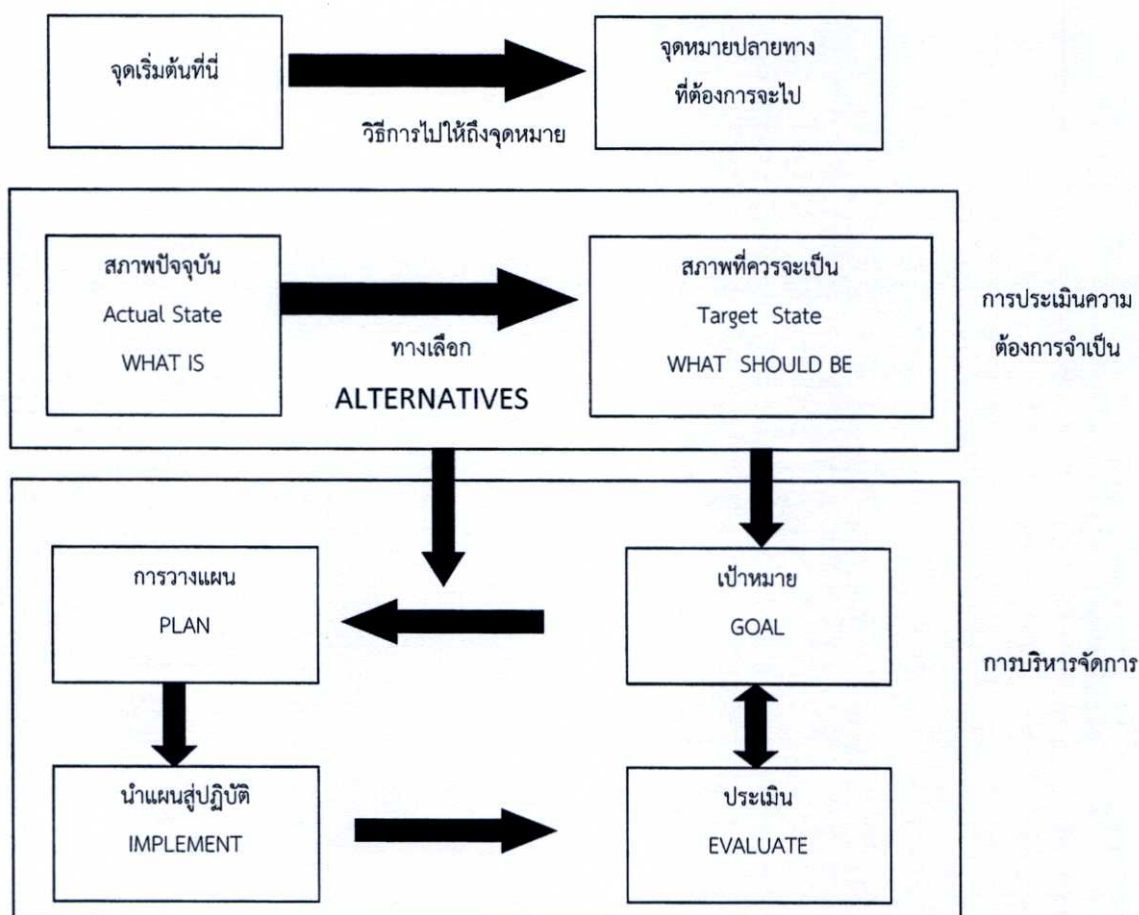 จุดเริ่มต้นที่นี่
จุดหมายปลายทาง
ที่ต้องการจะไป
วิธีการไปให้ถึงจุดหมาย
สภาพปัจจุบัน
Actual State
WHAT IS
ทางเลือก
ALTERNATIVES
สภาพที่ควรจะเป็น
Target State
WHAT SHOULD BE
การประเมินความ
ต้องการจำเป็น
การวางแผน
PLAN
เป้าหมาย
GOAL
การบริหารจัดการ
นำแผนสู่ปฏิบัติ
IMPLEMENT
ประเมิน
EVALUATE